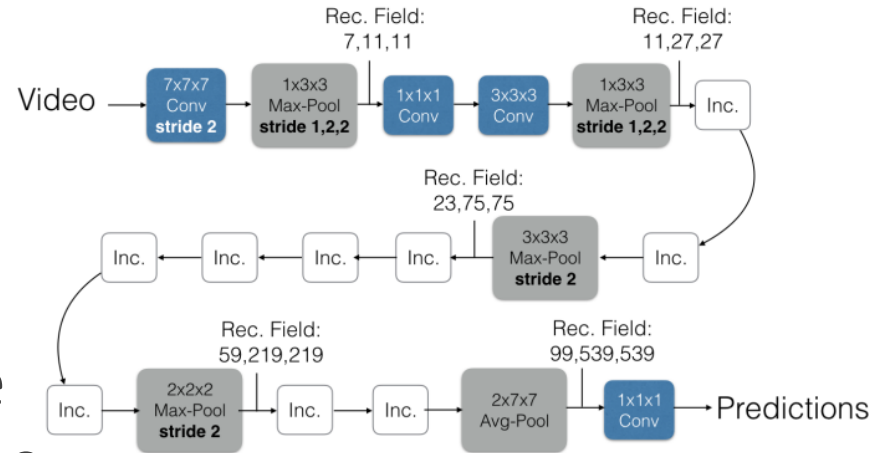 Rec. Field:
7,11,11
Rec. Field:
11,27,27
Video
7x7x7
Conv
stride 2
1x3x3
Max-Pool
stride 1,2,2
1x1x1
Conv
3x3x3
Conv
1x3x3
Max-Pool
stride 1,2,2
Inc.
Rec. Field:
23,75,75
Inc.
Inc.
Inc.
Inc.
3x3x3
Max-Pool
stride 2
Inc.
Rec. Field:
59,219,219
Rec. Field:
99,539,539
e
Inc.
2x2x2
Max-Pool
stride 2
Inc.
Inc.
2x7x7
Avg-Pool
1x1x1
Conv
Predictions